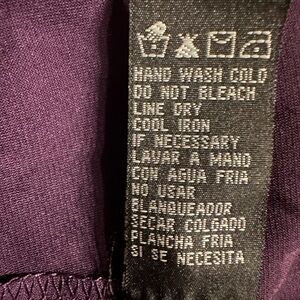 HAND WASH COLD
DO NOT BLEACH
LINE DRY
COOL IRON
IF NECESSARY
LAVAR A MANO
CON AGUA FRIA
NO USAR
BLANQUEADOR
SECAR COLGADO
PLANCHA FRIA
SI SE NECESITA